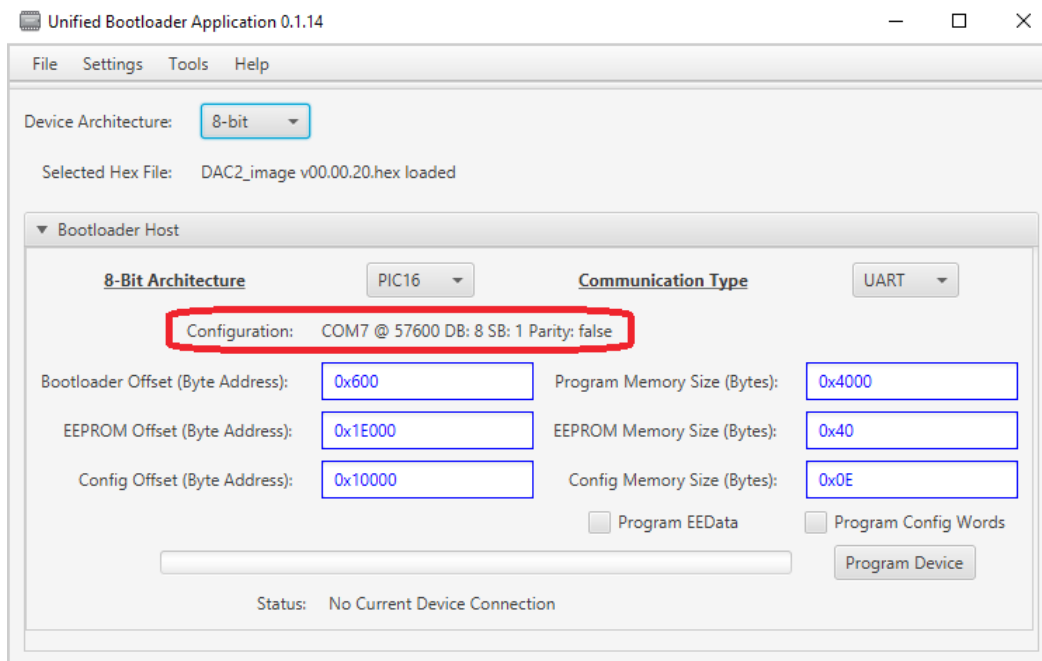 Unified Bootloader Application 0.1.14
File Settings Tools Help
Device Architecture: 8-bit
Selected Hex File: DAC2_image v00.00.20.hex loaded
Bootloader Host
8-Bit Architecture PIC16 Communication Type UART
Configuration: COM7 @ 57600 DB: 8 SB: 1 Parity: false
Bootloader Offset (Byte Address): 0x600 Program Memory Size (Bytes): 0x4000
EEPROM Offset (Byte Address): 0x1E000 EEPROM Memory Size (Bytes): 0x40
Config Offset (Byte Address): 0x10000 Config Memory Size (Bytes): 0x0E
Program EEData Program Config Words
Program Device
Status: No Current Device Connection